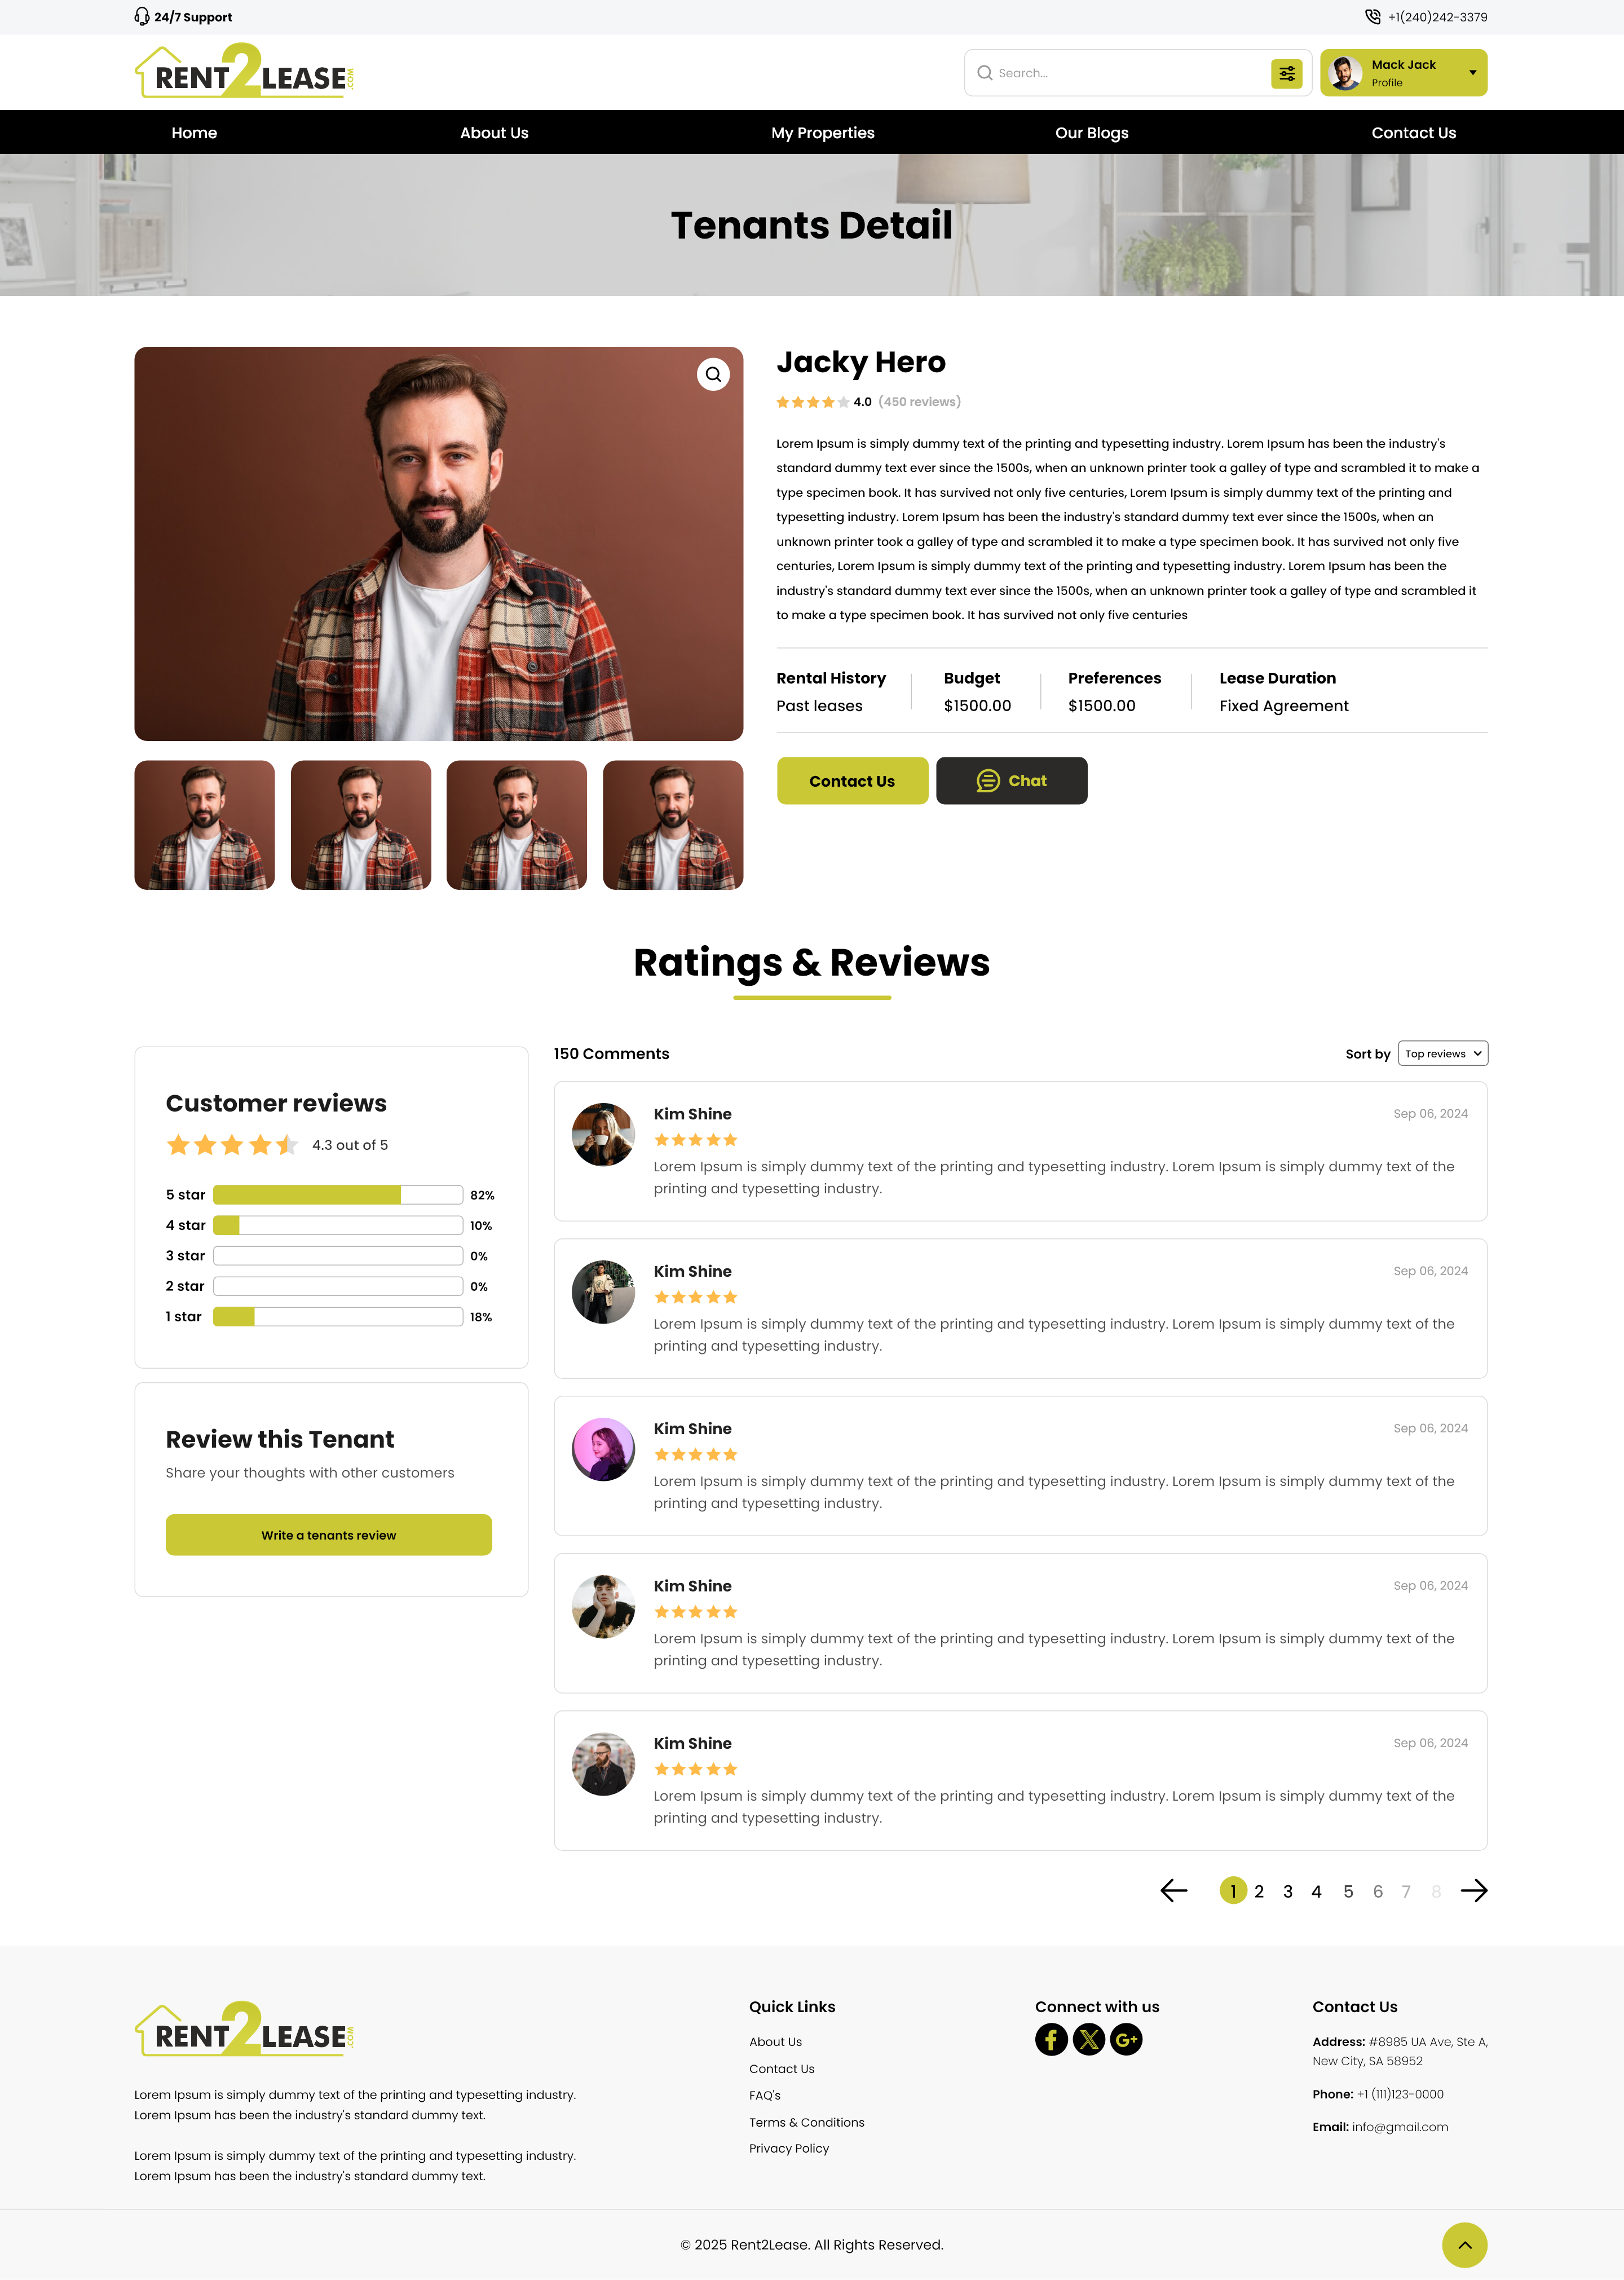 24/7 Support
+1(240)242-3379
RENT2LEASE.COM
Search...
Mack Jack
Profile
Home
About Us
My Properties
Our Blogs
Contact Us
Tenants Detail
Jacky Hero
4.0 (450 reviews)
Lorem Ipsum is simply dummy text of the printing and typesetting industry. Lorem Ipsum has been the industry's
standard dummy text ever since the 1500s, when an unknown printer took a galley of type and scrambled it to make a
type specimen book. It has survived not only five centuries, Lorem Ipsum is simply dummy text of the printing and
typesetting industry. Lorem Ipsum has been the industry's standard dummy text ever since the 1500s, when an
unknown printer took a galley of type and scrambled it to make a type specimen book. It has survived not only five
centuries, Lorem Ipsum is simply dummy text of the printing and typesetting industry. Lorem Ipsum has been the
industry's standard dummy text ever since the 1500s, when an unknown printer took a galley of type and scrambled it
to make a type specimen book. It has survived not only five centuries
Rental History
Past leases
Budget
$1500.00
Preferences
$1500.00
Lease Duration
Fixed Agreement
Contact Us
Chat
Ratings & Reviews
Customer reviews
4.3 out of 5
5 star 82%
4 star 10%
3 star 0%
2 star 0%
1 star 18%
Review this Tenant
Share your thoughts with other customers
Write a tenants review
150 Comments
Sort by Top reviews
Kim Shine
Sep 06, 2024
Lorem Ipsum is simply dummy text of the printing and typesetting industry. Lorem Ipsum is simply dummy text of the
printing and typesetting industry.
Kim Shine
Sep 06, 2024
Lorem Ipsum is simply dummy text of the printing and typesetting industry. Lorem Ipsum is simply dummy text of the
printing and typesetting industry.
Kim Shine
Sep 06, 2024
Lorem Ipsum is simply dummy text of the printing and typesetting industry. Lorem Ipsum is simply dummy text of the
printing and typesetting industry.
Kim Shine
Sep 06, 2024
Lorem Ipsum is simply dummy text of the printing and typesetting industry. Lorem Ipsum is simply dummy text of the
printing and typesetting industry.
Kim Shine
Sep 06, 2024
Lorem Ipsum is simply dummy text of the printing and typesetting industry. Lorem Ipsum is simply dummy text of the
printing and typesetting industry.
1 2 3 4 5 6 7 8
RENT2LEASE.COM
Lorem Ipsum is simply dummy text of the printing and typesetting industry.
Lorem Ipsum has been the industry's standard dummy text.
Lorem Ipsum is simply dummy text of the printing and typesetting industry.
Lorem Ipsum has been the industry's standard dummy text.
Quick Links
About Us
Contact Us
FAQ's
Terms & Conditions
Privacy Policy
Connect with us
Contact Us
Address: #8985 UA Ave, Ste A,
New City, SA 58952
Phone: +1 (111)123-0000
Email: info@gmail.com
© 2025 Rent2Lease. All Rights Reserved.